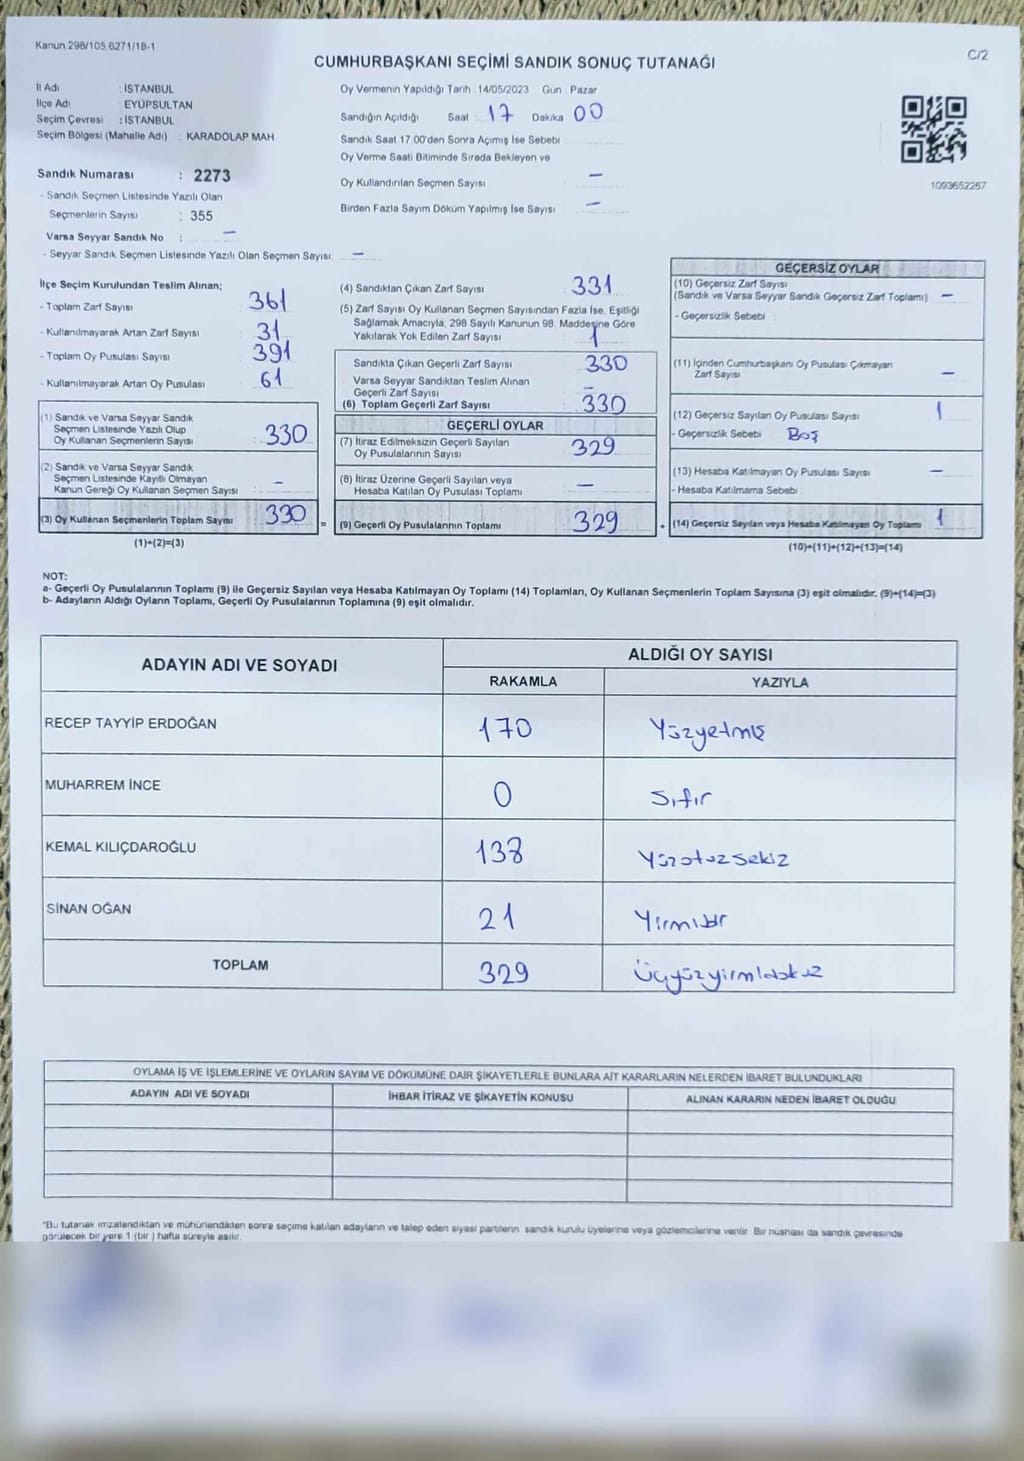 Kanun.298/105,6271/18-1
C/2
CUMHURBAŞKANI SEÇİMİ SANDIK SONUÇ TUTANAĞI
İl Adı : İSTANBUL
İlçe Adı : EYÜPSULTAN
Seçim Çevresi : İSTANBUL
Seçim Bölgesi (Mahalle Adı) : KARADOLAP MAH.
Oy Vermenin Yapıldığı Tarih : 14/05/2023 Gün : Pazar
Sandığın Açıldığı Saat : 17 Dakika 00
Sandık Saat 17.00'den Sonra Açılmış İse Sebebi
Oy Verme Saati Bitiminde Sırada Bekleyen ve
Oy Kullandırılan Seçmen Sayısı : —
Birden Fazla Sayım Döküm Yapılmış İse Sayısı : —
1093652267
Sandık Numarası : 2273
- Sandık Seçmen Listesinde Yazılı Olan
Seçmenlerin Sayısı : 355
Varsa Seyyar Sandık No : —
- Seyyar Sandık Seçmen Listesinde Yazılı Olan Seçmen Sayısı: —
İlçe Seçim Kurulundan Teslim Alınan;
- Toplam Zarf Sayısı 361
- Kullanılmayarak Artan Zarf Sayısı 31
- Toplam Oy Pusulası Sayısı 391
- Kullanılmayarak Artan Oy Pusulası 61
(1) Sandık ve Varsa Seyyar Sandık
Seçmen Listesinde Yazılı Olup
Oy Kullanan Seçmenlerin Sayısı : 330
(2) Sandık ve Varsa Seyyar Sandık
Seçmen Listesinde Kayıtlı Olmayan
Kanun Gereği Oy Kullanan Seçmen Sayısı : —
(3) Oy Kullanan Seçmenlerin Toplam Sayısı : 330 =
(1)+(2)=(3)
(4) Sandıktan Çıkan Zarf Sayısı 331
(5) Zarf Sayısı Oy Kullanan Seçmen Sayısından Fazla İse, Eşitliği
Sağlamak Amacıyla, 298 Sayılı Kanunun 98. Maddesine Göre
Yakılarak Yok Edilen Zarf Sayısı : 1
Sandıkta Çıkan Geçerli Zarf Sayısı : 330
Varsa Seyyar Sandıktan Teslim Alınan
Geçerli Zarf Sayısı : —
(6) Toplam Geçerli Zarf Sayısı : 330
GEÇERLİ OYLAR
(7) İtiraz Edilmeksizin Geçerli Sayılan
Oy Pusulalarının Sayısı : 329
(8) İtiraz Üzerine Geçerli Sayılan veya
Hesaba Katılan Oy Pusulası Toplamı : —
(9) Geçerli Oy Pusulalarının Toplamı : 329 +
GEÇERSİZ OYLAR
(10) Geçersiz Zarf Sayısı
(Sandık ve Varsa Seyyar Sandık Geçersiz Zarf Toplamı) —
- Geçersizlik Sebebi :
(11) İçinden Cumhurbaşkanı Oy Pusulası Çıkmayan
Zarf Sayısı —
(12) Geçersiz Sayılan Oy Pusulası Sayısı 1
- Geçersizlik Sebebi : Boş
(13) Hesaba Katılmayan Oy Pusulası Sayısı —
- Hesaba Katılmama Sebebi :
(14) Geçersiz Sayılan veya Hesaba Katılmayan Oy Toplamı 1
(10)+(11)+(12)+(13)=(14)
NOT:
a- Geçerli Oy Pusulalarının Toplamı (9) ile Geçersiz Sayılan veya Hesaba Katılmayan Oy Toplamı (14) Toplamları, Oy Kullanan Seçmenlerin Toplam Sayısına (3) eşit olmalıdır. (9)+(14)=(3)
b- Adayların Aldığı Oyların Toplamı, Geçerli Oy Pusulalarının Toplamına (9) eşit olmalıdır.
ADAYIN ADI VE SOYADI
ALDIĞI OY SAYISI
RAKAMLA YAZIYLA
RECEP TAYYİP ERDOĞAN 170 Yüzyetmiş
MUHARREM İNCE 0 Sıfır
KEMAL KILIÇDAROĞLU 138 Yüzotuzsekiz
SİNAN OĞAN 21 Yirmibir
TOPLAM 329 Üçyüzyirmidokuz
OYLAMA İŞ VE İŞLEMLERİNE VE OYLARIN SAYIM VE DÖKÜMÜNE DAİR ŞİKAYETLERLE BUNLARA AİT KARARLARIN NELERDEN İBARET BULUNDUKLARI
ADAYIN ADI VE SOYADI İHBAR İTİRAZ VE ŞİKAYETİN KONUSU ALINAN KARARIN NEDEN İBARET OLDUĞU
*Bu tutanak imzalandıktan ve mühürlendikten sonra seçime katılan adayların ve talep eden siyasi partilerin sandık kurulu üyelerine veya gözlemcilerine verilir. Bir nüshası da sandık çevresinde
görülecek bir yere 1 (bir) hafta süreyle asılır.